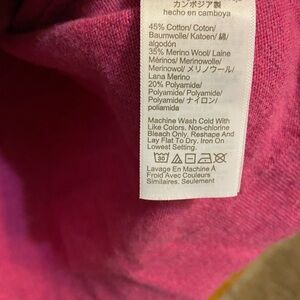 カンボジア製
hecho en camboya
45% Cotton/ Coton/
Baumwolle/ Katoen/ 綿/
algodón
35% Merino Wool/ Laine
Mérinos/ Merinowolle/
Merinowol/ メリノウール/
Lana Merino
20% Polyamide/
Polyamide/ Polyamid/
Polyamide/ ナイロン/
poliamida
Machine Wash Cold With
Like Colors. Non-chlorine
Bleach Only. Reshape And
Lay Flat To Dry. Iron On
Lowest Setting.
30
Lavage En Machine À
Froid Avec Couleurs
Similaires. Seulement